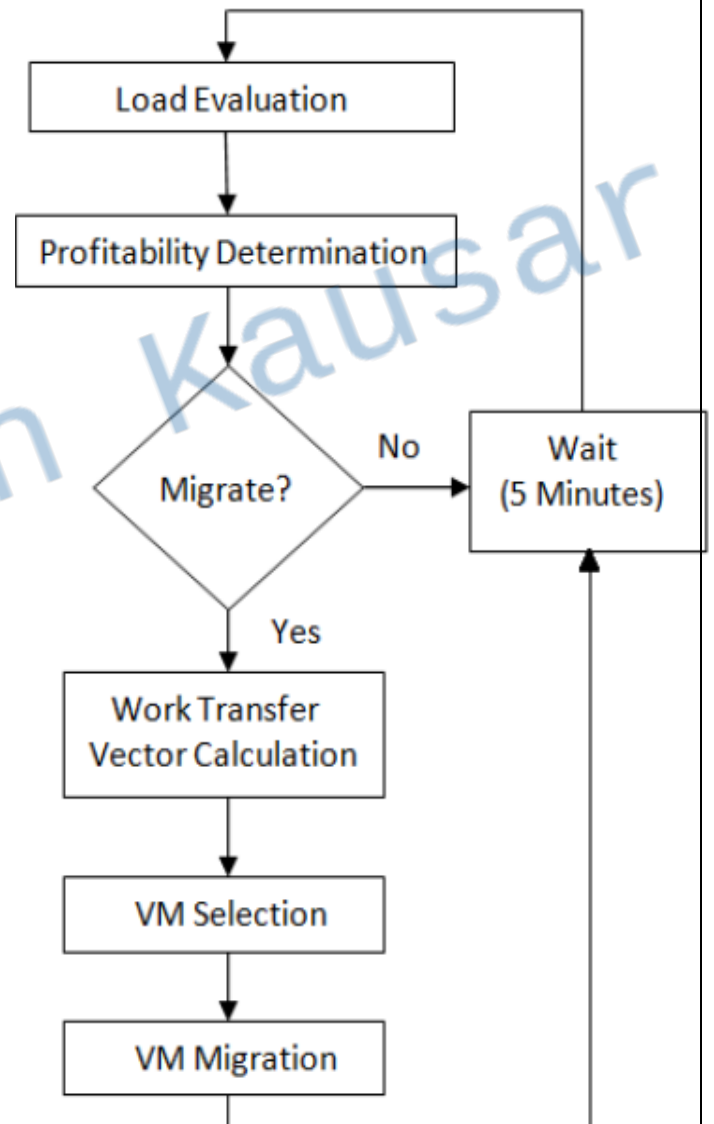 Load Evaluation
Profitability Determination
Migrate?
No
Wait
(5 Minutes)
Yes
Work Transfer
Vector Calculation
VM Selection
VM Migration
n Kausar